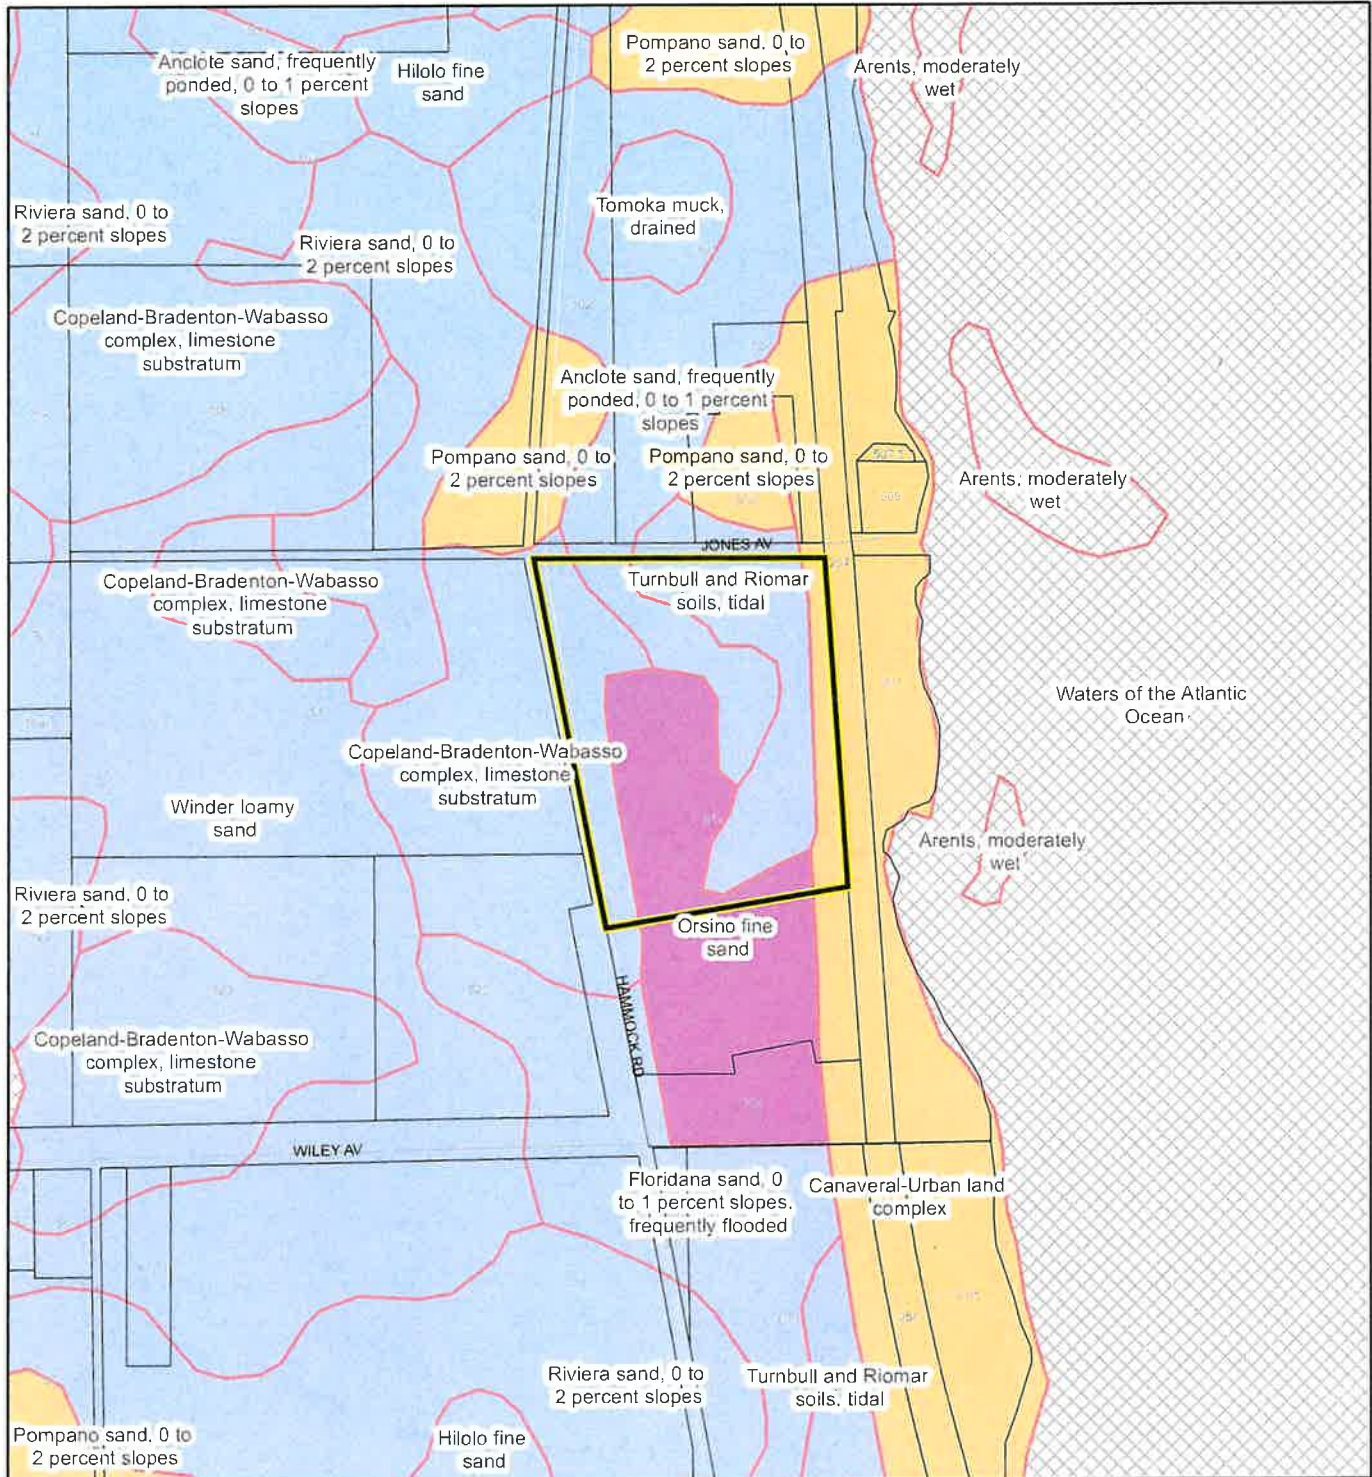 Anclote sand, frequently
ponded, 0 to 1 percent
slopes
Hilolo fine
sand
Pompano sand, 0 to
2 percent slopes
Arents, moderately
wet
Riviera sand, 0 to
2 percent slopes
Riviera sand, 0 to
2 percent slopes
Tomoka muck,
drained
Copeland-Bradenton-Wabasso
complex, limestone
substratum
Anclote sand, frequently
ponded, 0 to 1 percent
slopes
Pompano sand, 0 to
2 percent slopes
Pompano sand, 0 to
2 percent slopes
Arents, moderately
wet
JONES AV
Copeland-Bradenton-Wabasso
complex, limestone
substratum
Turnbull and Riomar
soils, tidal
Waters of the Atlantic
Ocean
Copeland-Bradenton-Wabasso
complex, limestone
substratum
Winder loamy
sand
Arents, moderately
wet
Riviera sand, 0 to
2 percent slopes
Orsino fine
sand
HAMMOCK RD
Copeland-Bradenton-Wabasso
complex, limestone
substratum
WILEY AV
Floridana sand, 0
to 1 percent slopes,
frequently flooded
Canaveral-Urban land
complex
Riviera sand, 0 to
2 percent slopes
Turnbull and Riomar
soils, tidal
Pompano sand, 0 to
2 percent slopes
Hilolo fine
sand